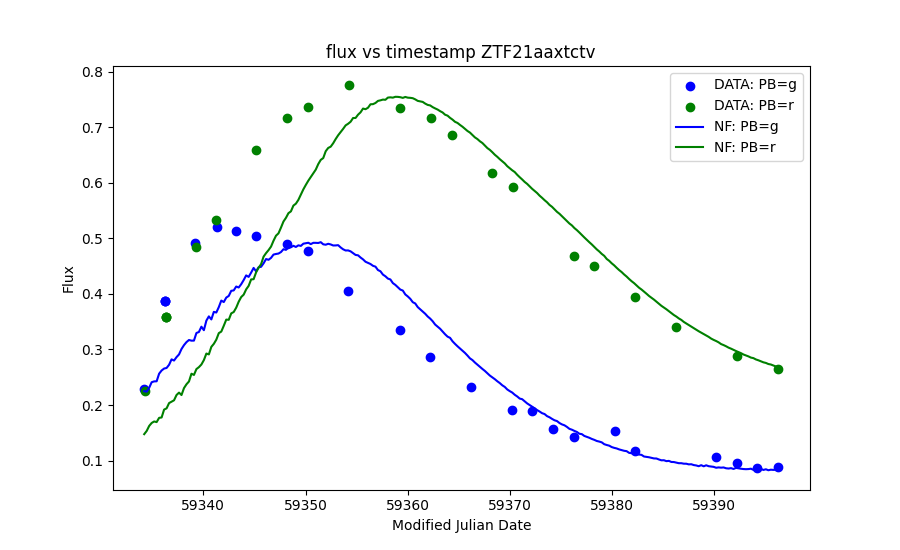 flux vs timestamp ZTF21aaxtctv
DATA: PB=g
DATA: PB=r
NF: PB=g
NF: PB=r
Flux
0.8
0.7
0.6
0.5
0.4
0.3
0.2
0.1
59340 59350 59360 59370 59380 59390
Modified Julian Date